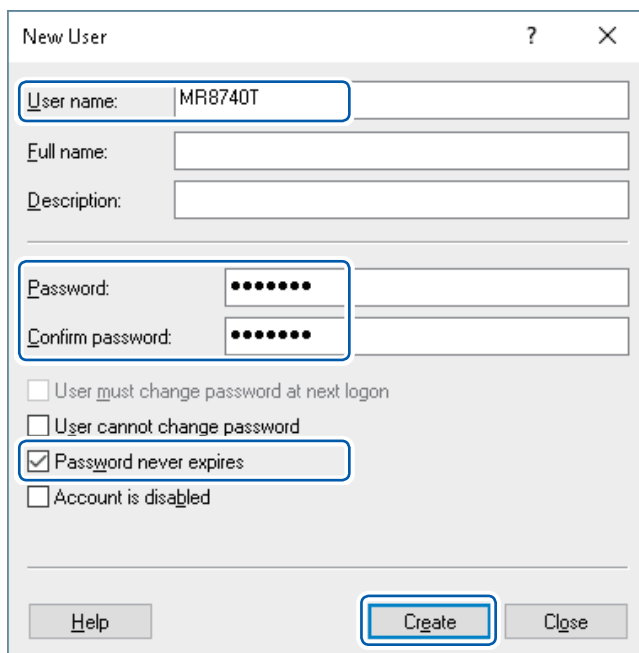 New User ? ×
User name: MR8740T
Full name:
Description:
Password: ●●●●●●●
Confirm password: ●●●●●●●
User must change password at next logon
User cannot change password
Password never expires
Account is disabled
Help Create Close